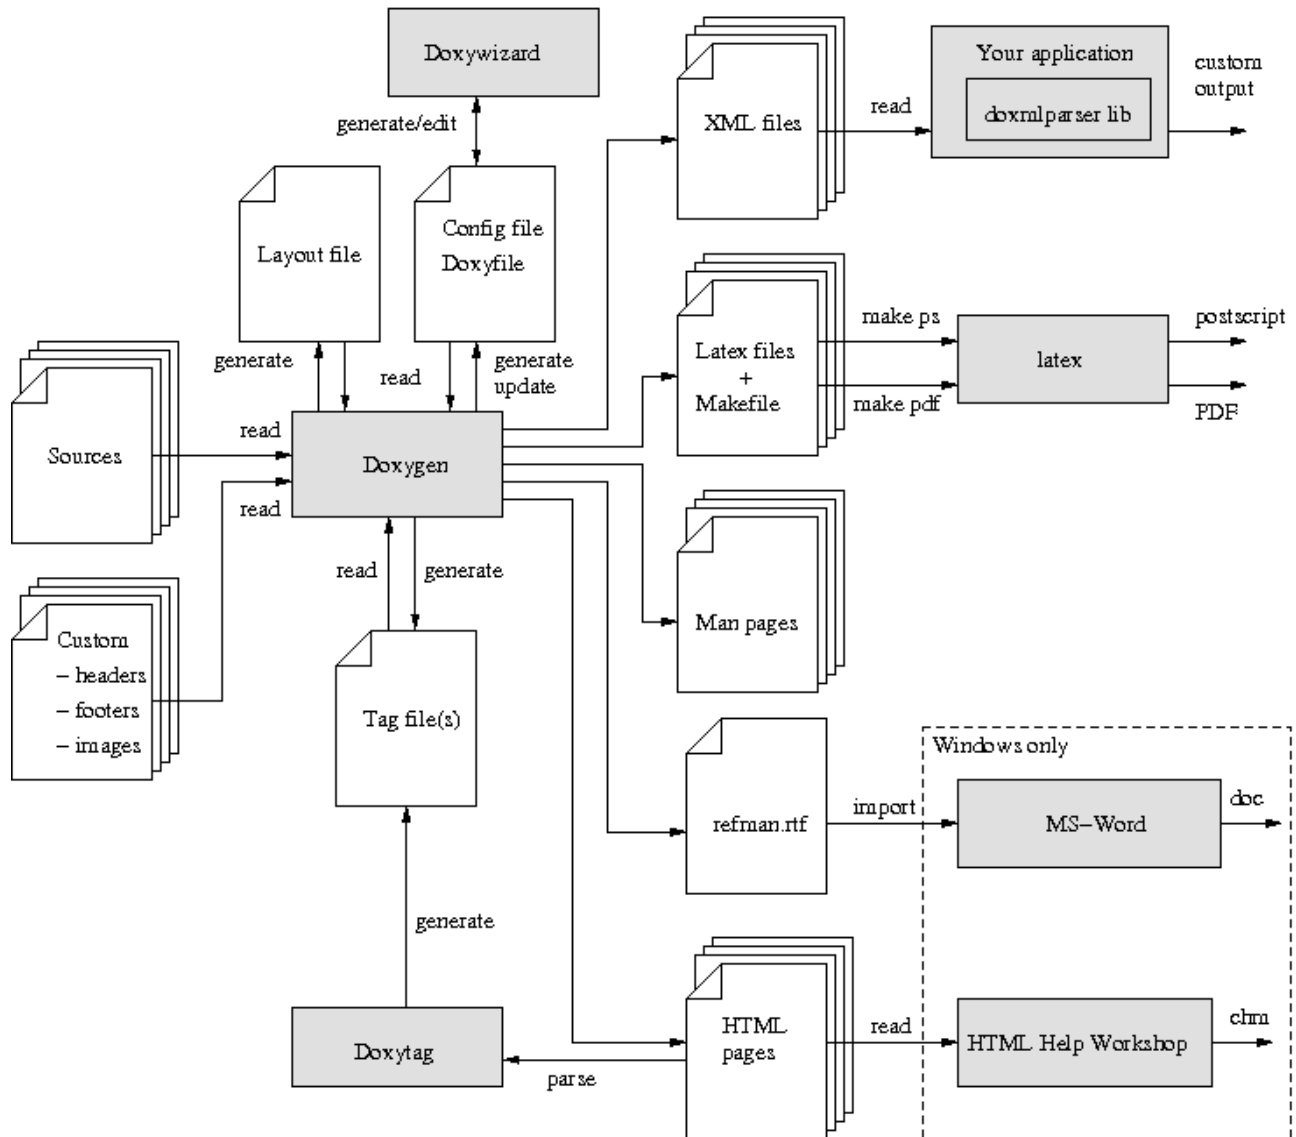 Doxywizard
Your application
custom
output
doxmlparser lib
XML files
read
generate/edit
Layout file
Config file
Doxyfile
make ps
postscript
generate
read
generate
update
Latex files
+
Makefile
latex
make pdf
PDF
read
Sources
Doxygen
read
read
generate
Custom
– headers
– footers
– images
Man pages
Tag file(s)
Windows only
refman.rtf
import
MS–Word
doc
generate
HTML
pages
read
HTML Help Workshop
chm
Doxytag
parse